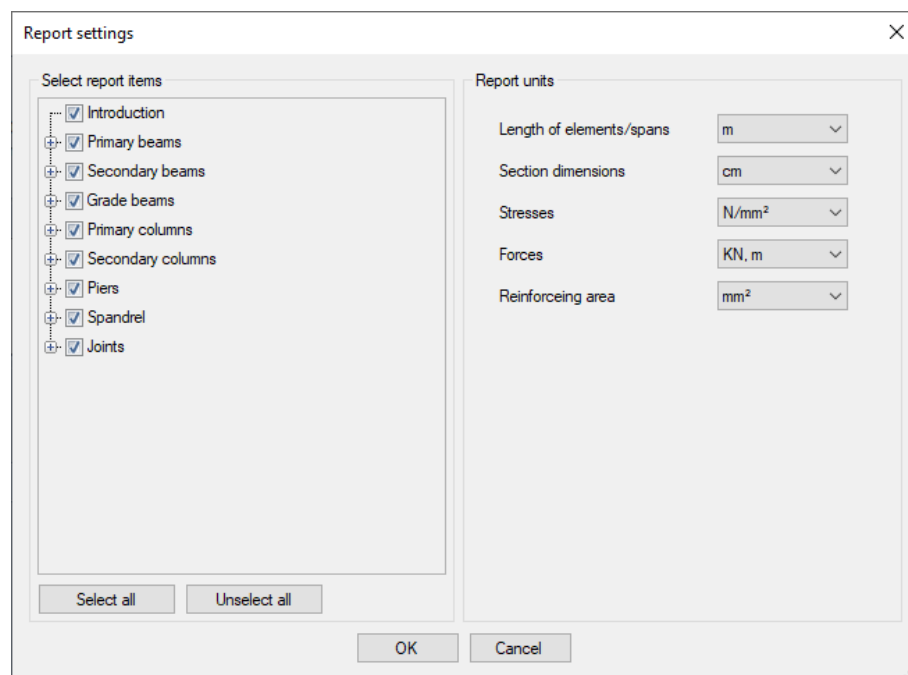 Report settings
Select report items
Introduction
Primary beams
Secondary beams
Grade beams
Primary columns
Secondary columns
Piers
Spandrel
Joints
Select all
Unselect all
Report units
Length of elements/spans
m
Section dimensions
cm
Stresses
N/mm²
Forces
KN, m
Reinforceing area
mm²
OK
Cancel